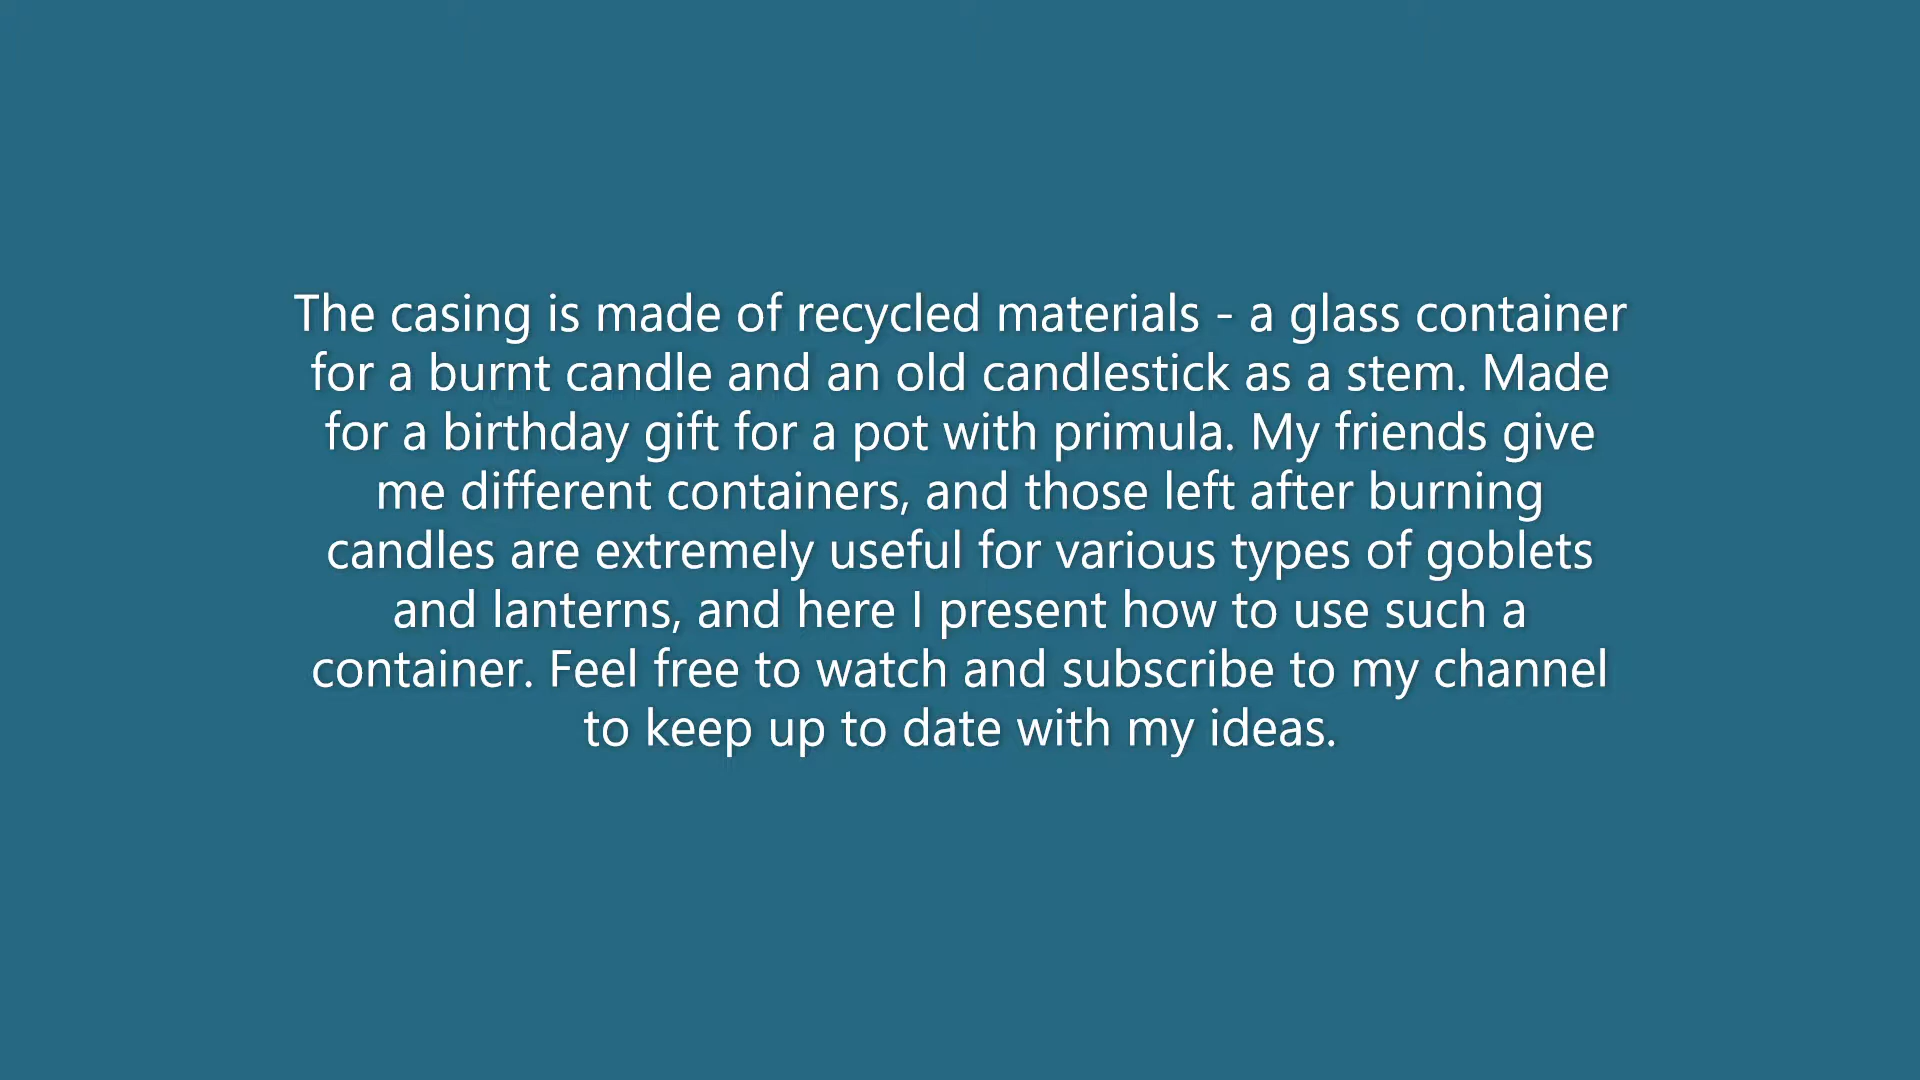 The casing is made of recycled materials - a glass container
for a burnt candle and an old candlestick as a stem. Made
for a birthday gift for a pot with primula. My friends give
me different containers, and those left after burning
candles are extremely useful for various types of goblets
and lanterns, and here I present how to use such a
container. Feel free to watch and subscribe to my channel
to keep up to date with my ideas.